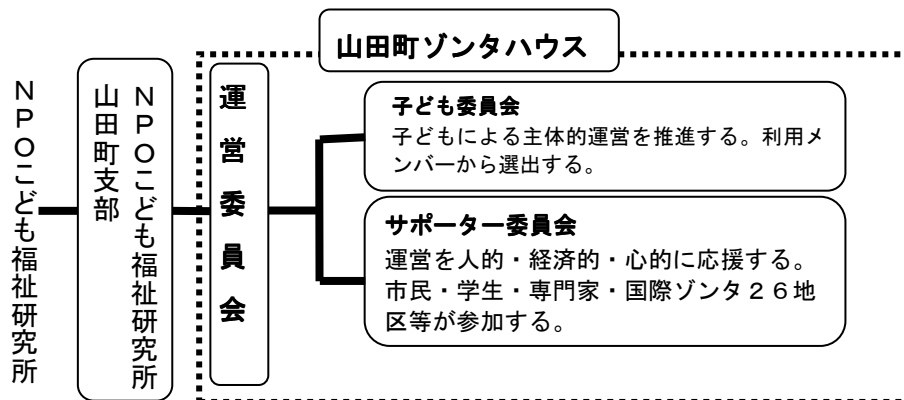 山田町ゾンタハウス
NPOこども福祉研究所
NPOこども福祉研究所
山田町支部
運営委員会
子ども委員会
子どもによる主体的運営を推進する。利用メ
ンバーから選出する。
サポーター委員会
運営を人的・経済的・心的に応援する。
市民・学生・専門家・国際ゾンタ26地
区等が参加する。